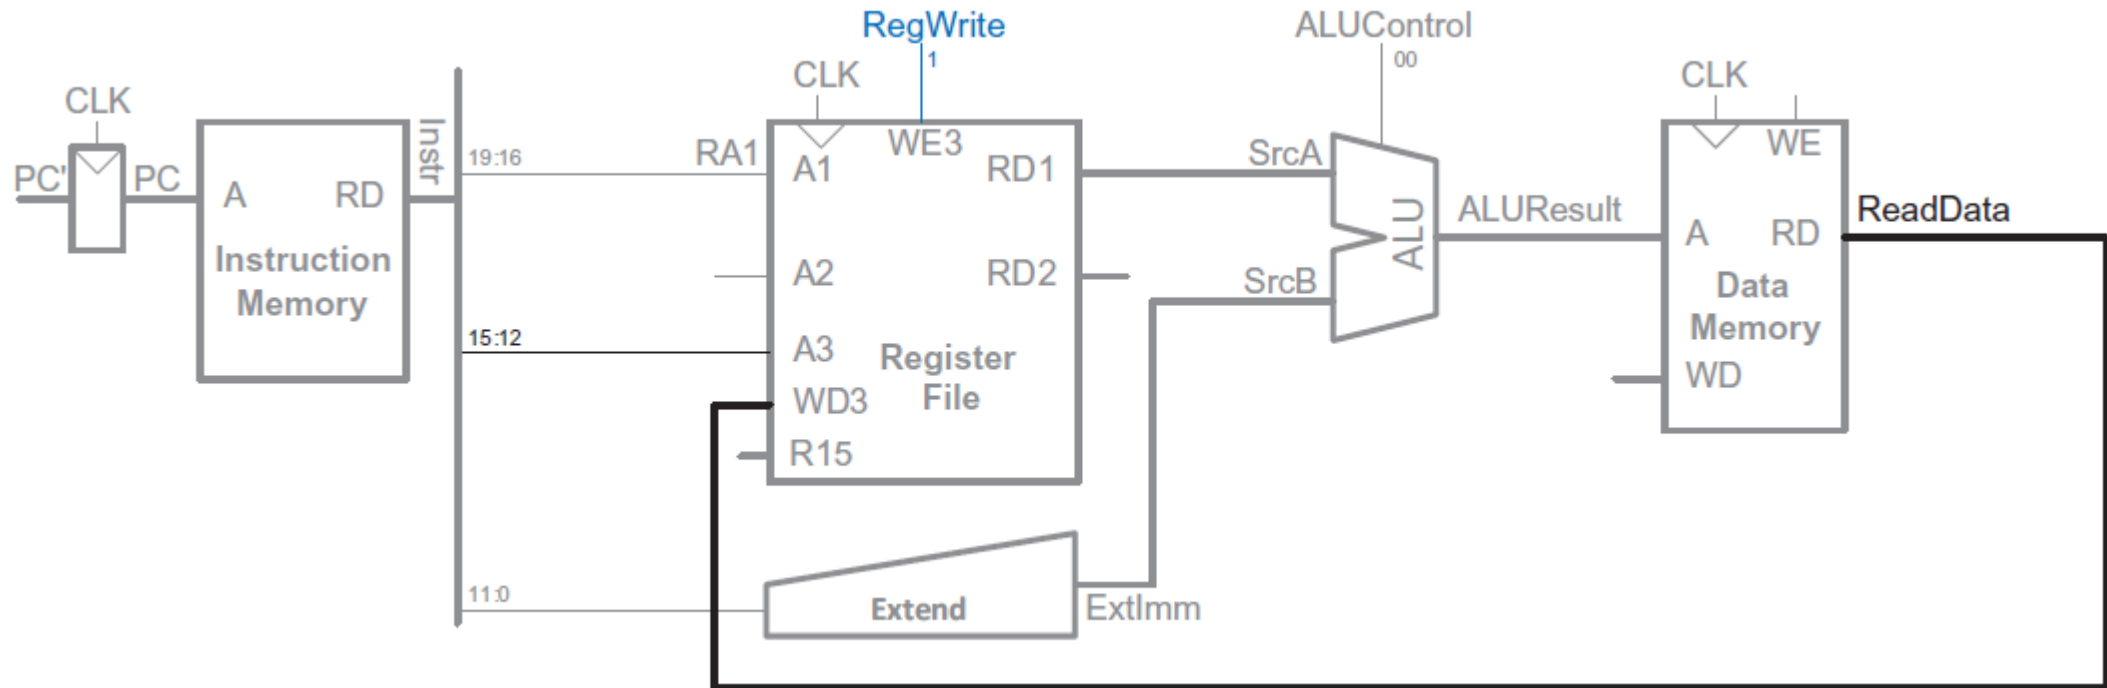 RegWrite
1
ALUControl
00
CLK
CLK
CLK
PC'
PC
A
RD
Instruction
Memory
Instr
19:16
RA1
A1
WE3
RD1
SrcA
A2
RD2
SrcB
15:12
A3
Register
File
WD3
R15
ALU
ALUResult
WE
A
RD
ReadData
Data
Memory
WD
11:0
Extend
ExtImm